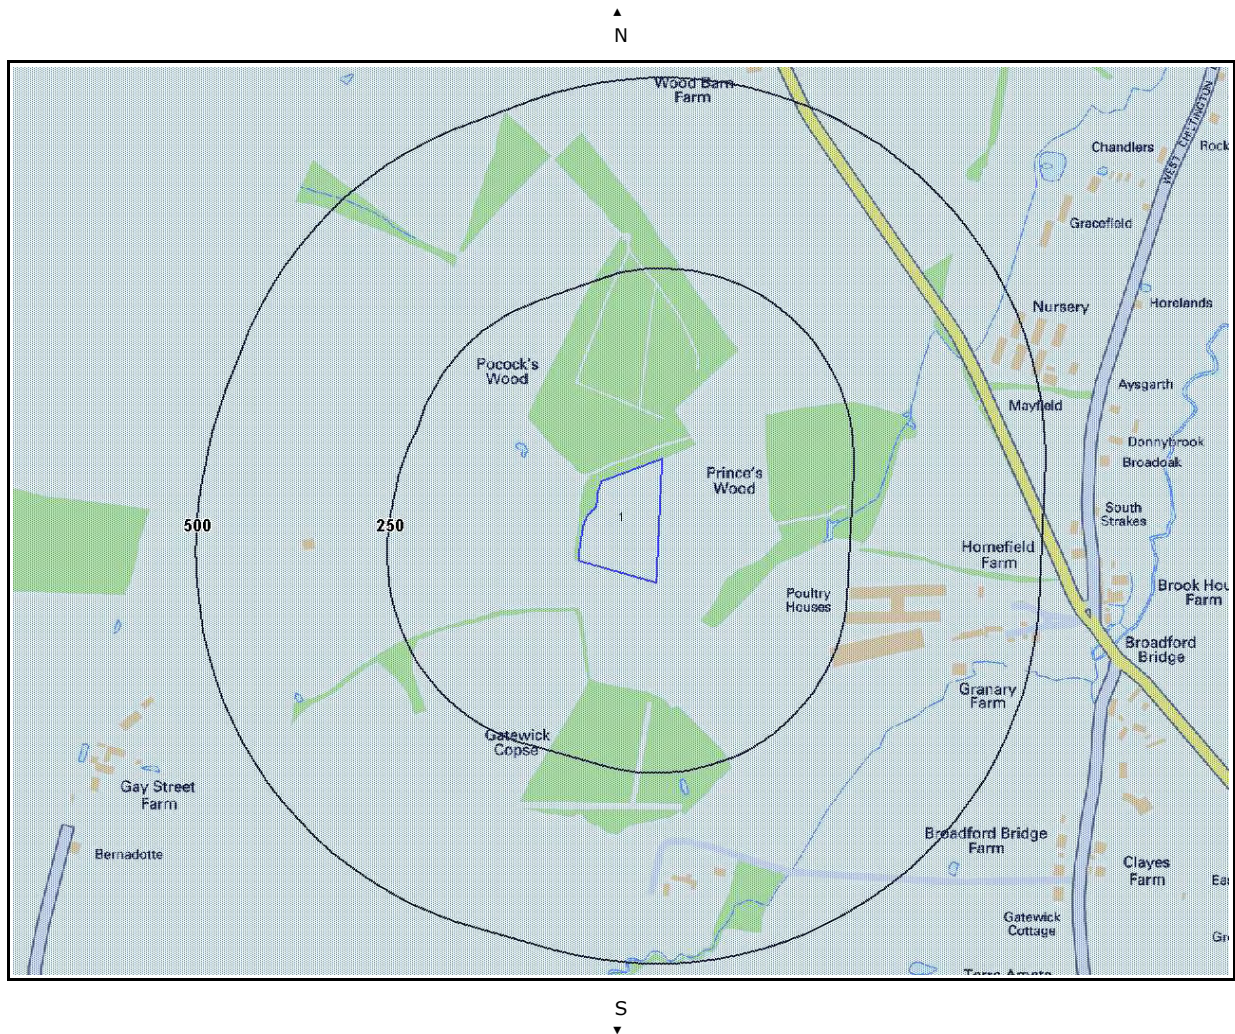 N
Wood Barn
Farm
WEST CHILTINGTON
Chandlers
Rock
Gracefield
Nursery
Horelands
Pocock's
Wood
Aysgarth
Mayfield
Donnybrook
Broadoak
Prince's
Wood
500
250
1
South
Strakes
Homefield
Farm
Poultry
Houses
Brook Hou
Farm
Broadford
Bridge
Granary
Farm
Gatewick
Copse
Gay Street
Farm
Bernadotte
Broadford Bridge
Farm
Clayes
Farm
Eas
Gatewick
Cottage
Gr
S